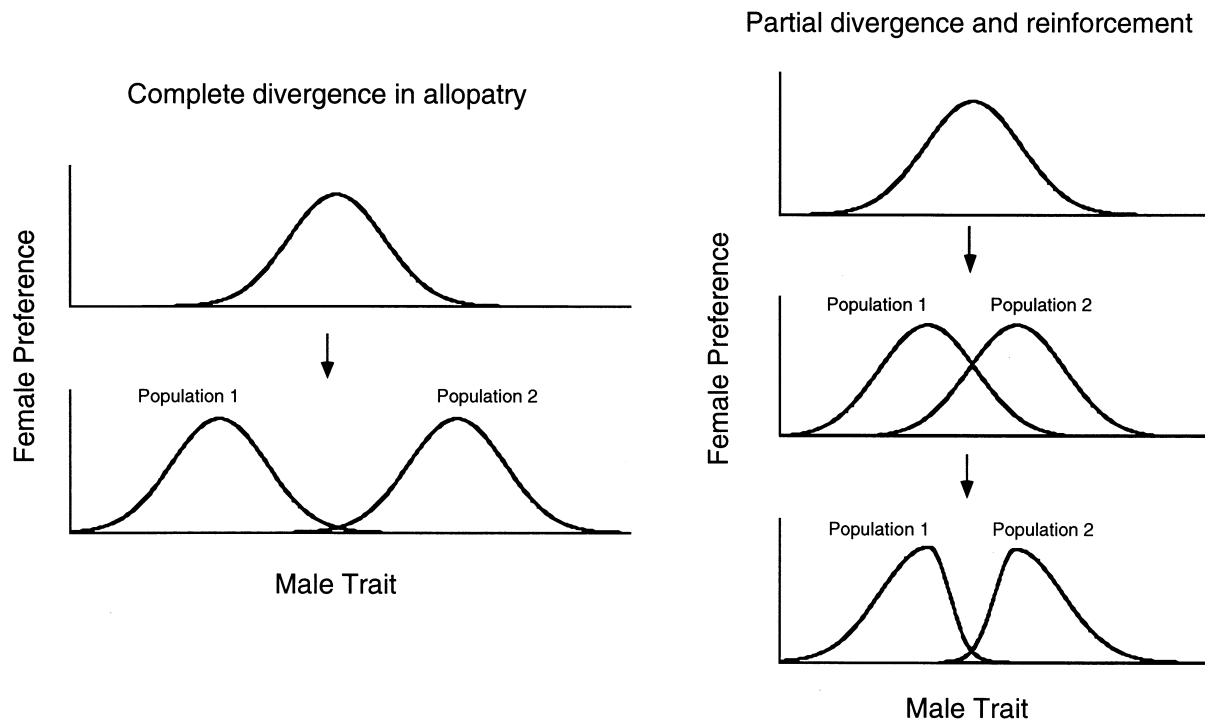 Complete divergence in allopatry
Female Preference
Population 1
Population 2
Male Trait
Partial divergence and reinforcement
Female Preference
Population 1
Population 2
Population 1
Population 2
Male Trait